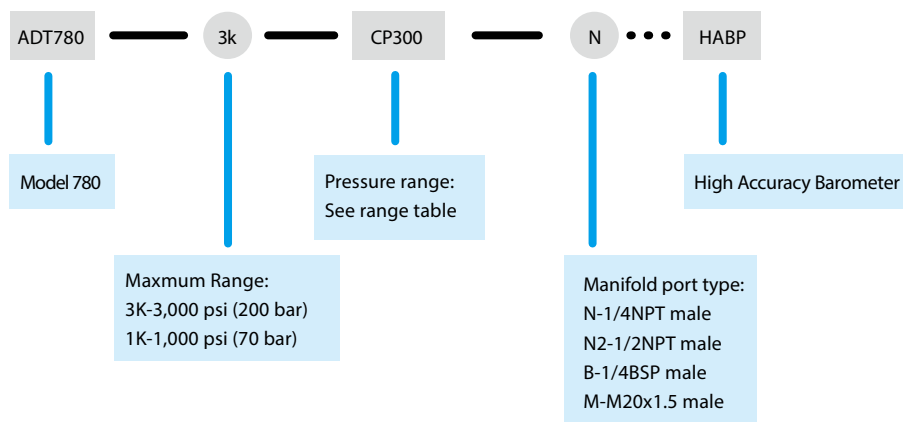 ADT780
3k
CP300
N
HABP
Model 780
Pressure range:
See range table
High Accuracy Barometer
Maxmum Range:
3K-3,000 psi (200 bar)
1K-1,000 psi (70 bar)
Manifold port type:
N-1/4NPT male
N2-1/2NPT male
B-1/4BSP male
M-M20x1.5 male